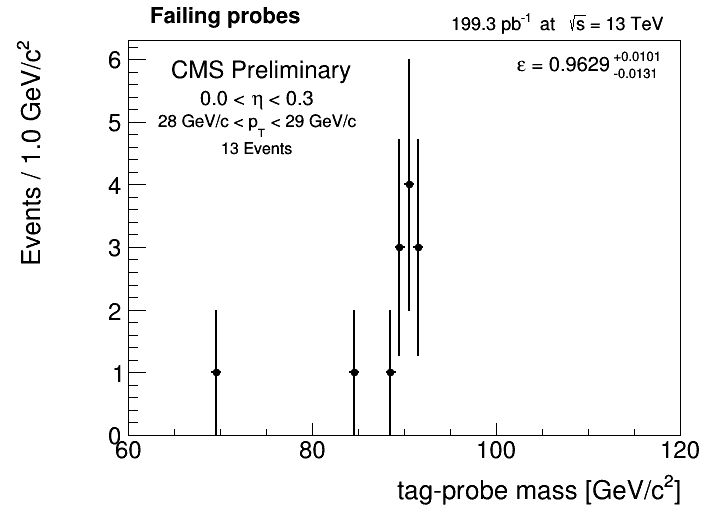 Failing probes
199.3 pb⁻¹ at √s = 13 TeV
CMS Preliminary
0.0 < η < 0.3
28 GeV/c < p_T < 29 GeV/c
13 Events
ε = 0.9629 +0.0101 -0.0131
Events / 1.0 GeV/c²
6
5
4
3
2
1
0
60 80 100 120
tag-probe mass [GeV/c²]